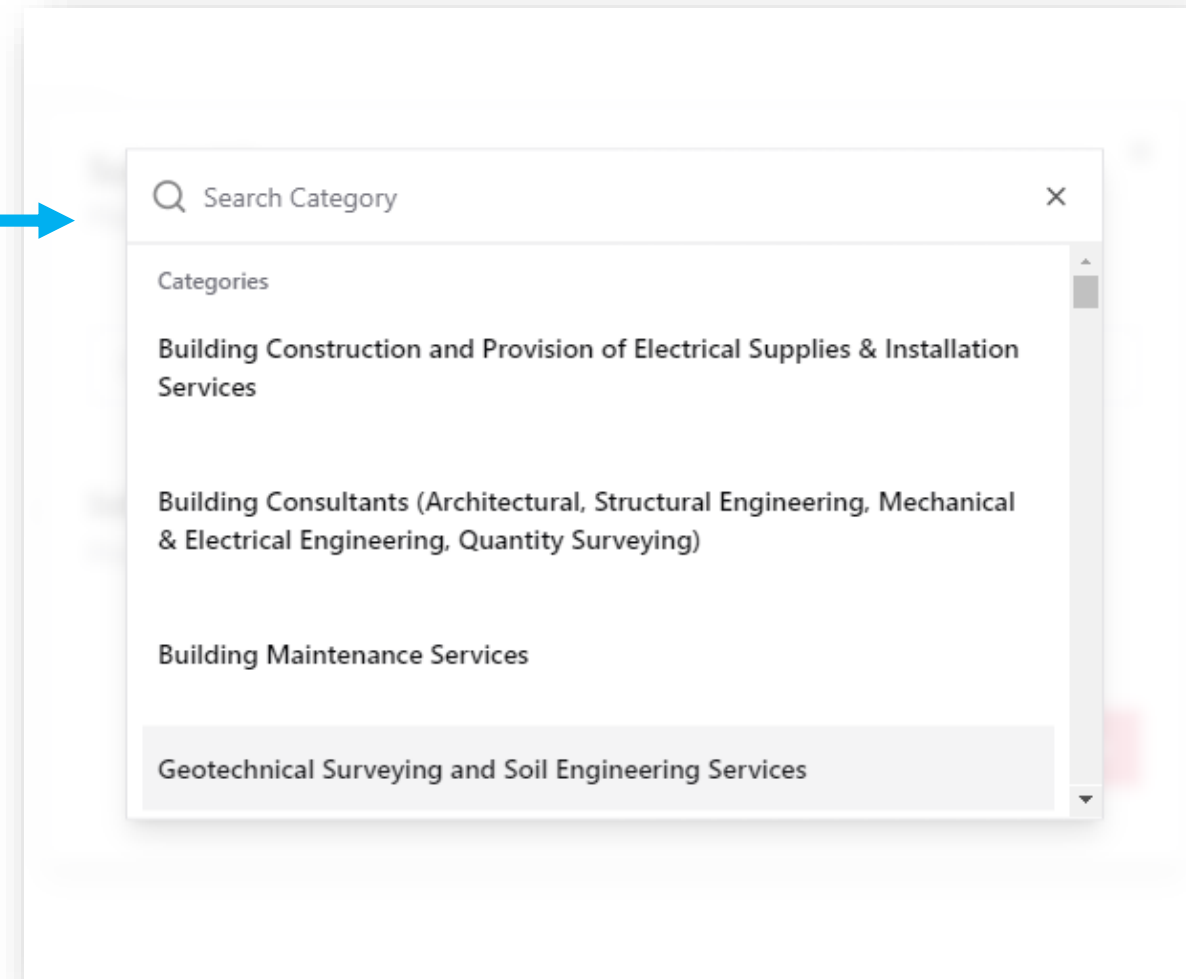 Search Category
Categories
Building Construction and Provision of Electrical Supplies & Installation
Services
Building Consultants (Architectural, Structural Engineering, Mechanical
& Electrical Engineering, Quantity Surveying)
Building Maintenance Services
Geotechnical Surveying and Soil Engineering Services